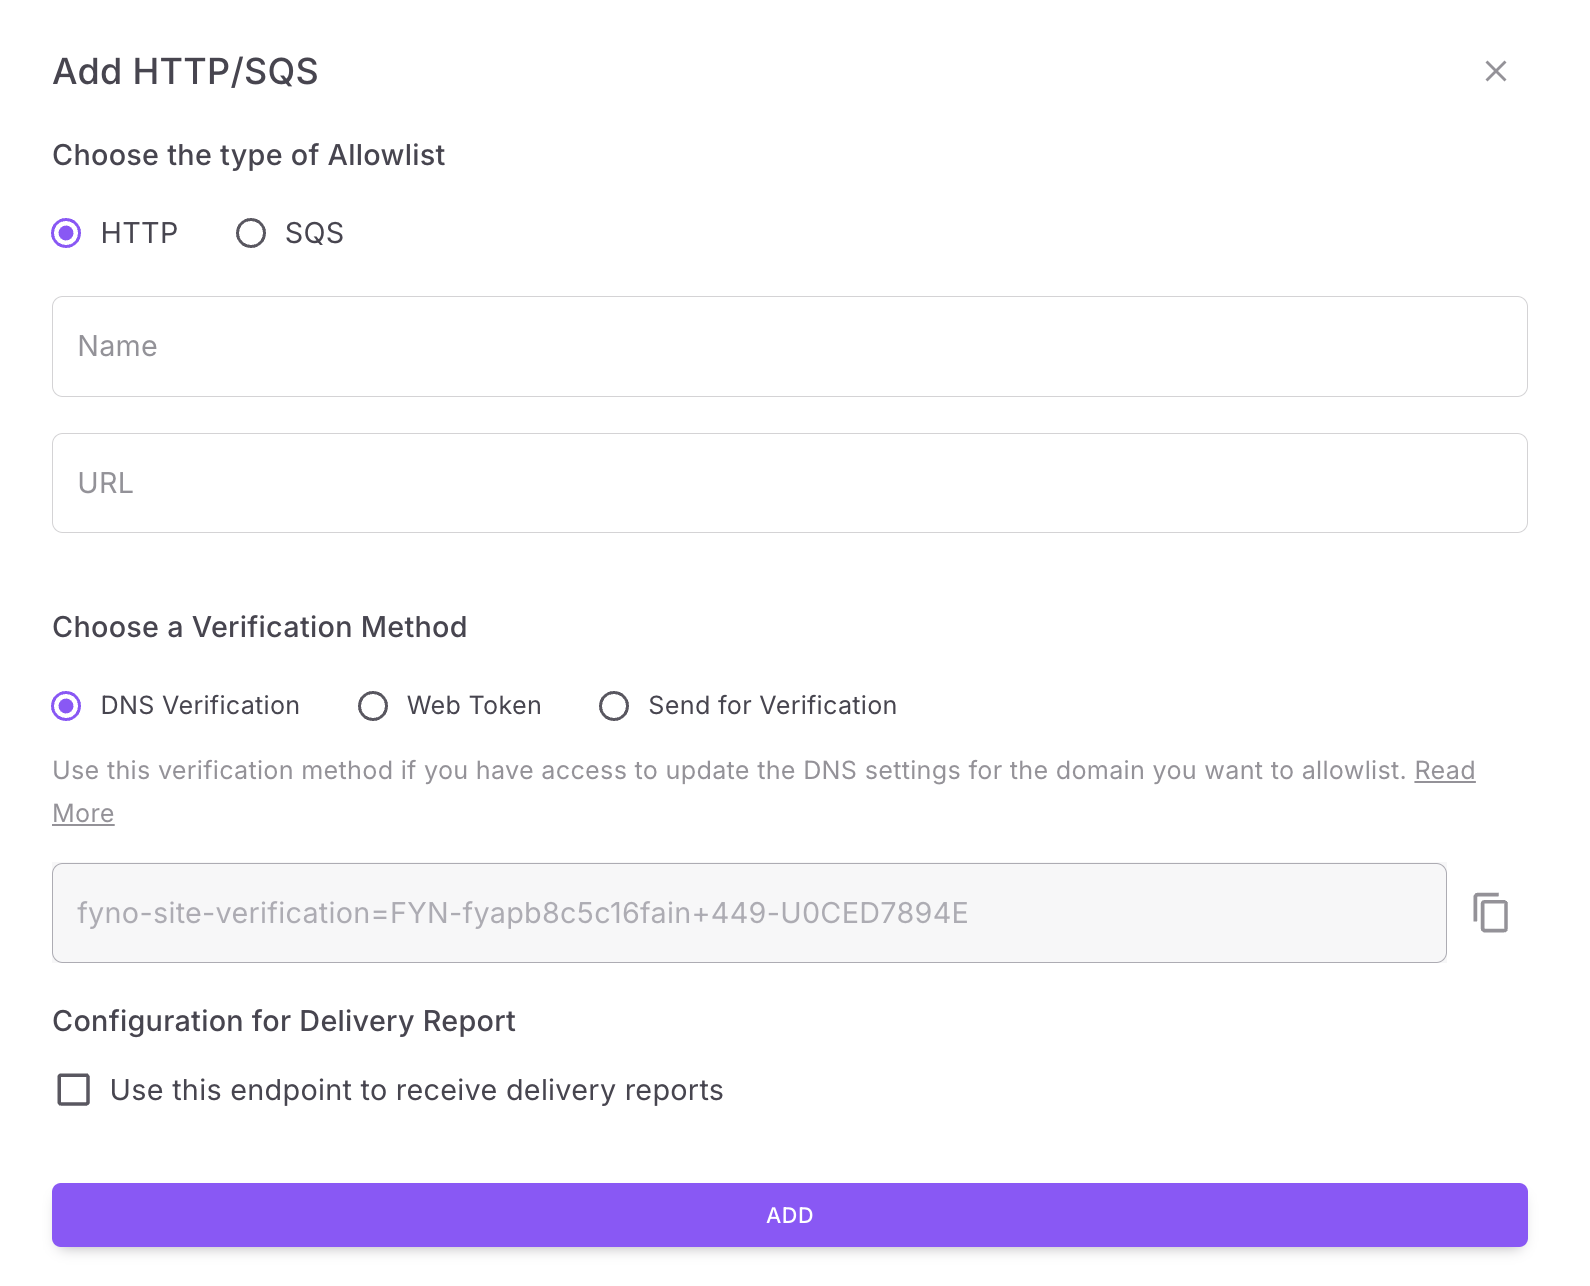 Add HTTP/SQS
Choose the type of Allowlist
HTTP SQS
Name
URL
Choose a Verification Method
DNS Verification Web Token Send for Verification
Use this verification method if you have access to update the DNS settings for the domain you want to allowlist. Read
More
fyno-site-verification=FYN-fyapb8c5c16fain+449-U0CED7894E
Configuration for Delivery Report
Use this endpoint to receive delivery reports
ADD